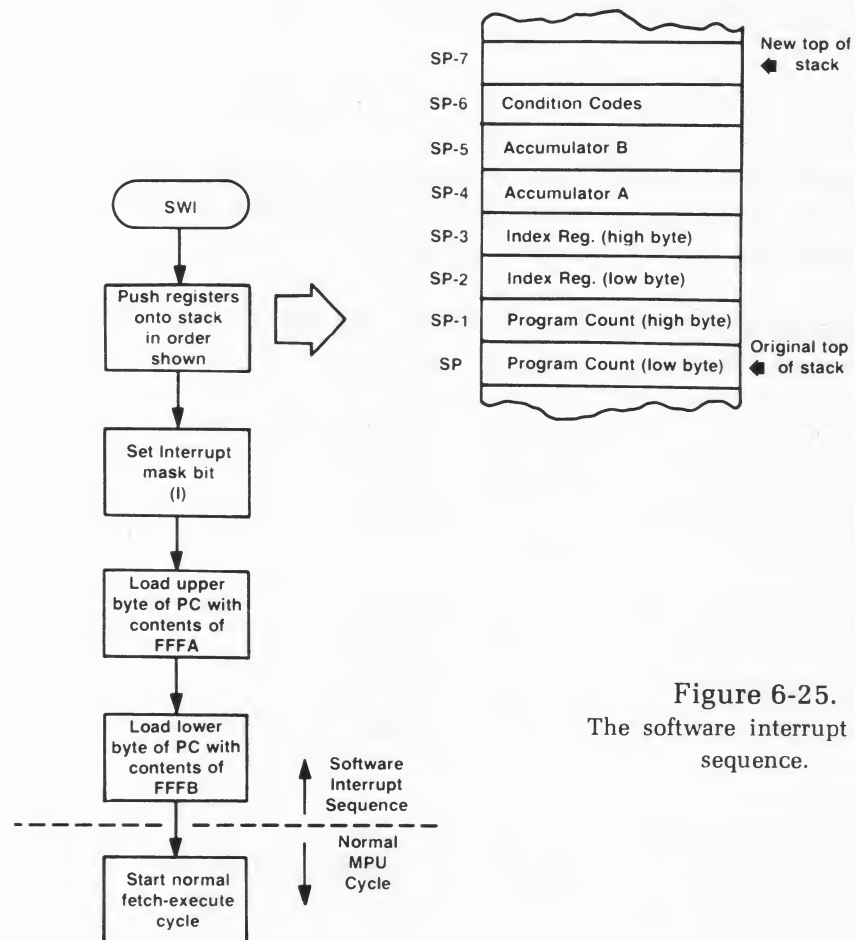 SP-7
New top of
stack
SP-6 Condition Codes
SP-5 Accumulator B
SP-4 Accumulator A
SP-3 Index Reg. (high byte)
SP-2 Index Reg. (low byte)
SP-1 Program Count (high byte)
SP Program Count (low byte)
Original top
of stack
SWI
Push registers
onto stack
in order
shown
Set Interrupt
mask bit
(I)
Load upper
byte of PC with
contents of
FFFA
Load lower
byte of PC with
contents of
FFFB
Software
Interrupt
Sequence
Normal
MPU
Cycle
Start normal
fetch-execute
cycle
Figure 6-25.
The software interrupt
sequence.